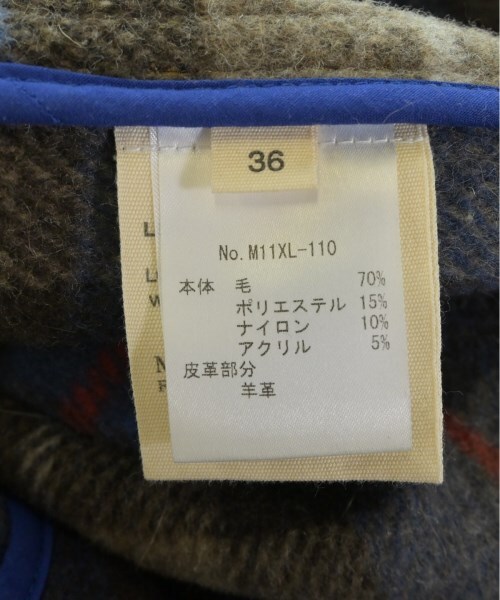 36
No.M11XL-110
本体 毛 70%
ポリエステル 15%
ナイロン 10%
アクリル 5%
皮革部分
羊革